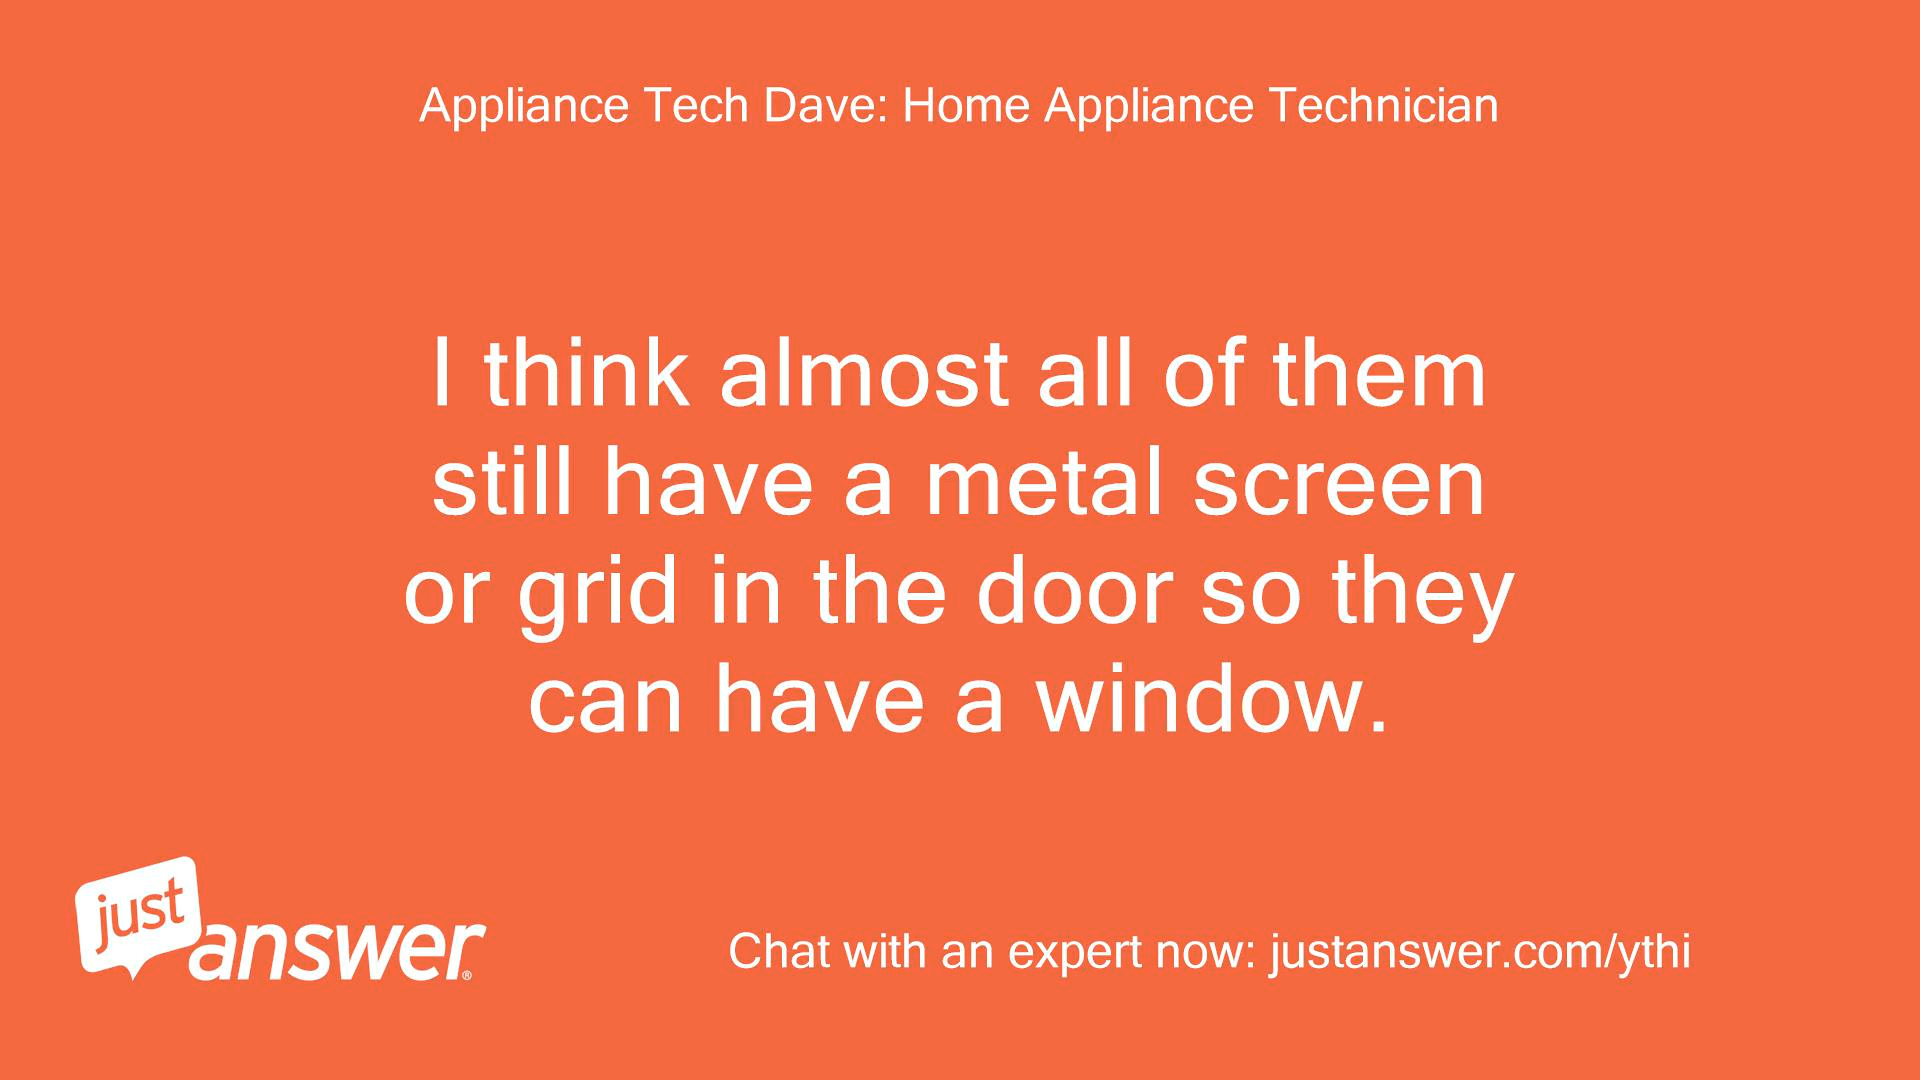 Appliance Tech Dave: Home Appliance Technician
I think almost all of them
still have a metal screen
or grid in the door so they
can have a window.
just
answer®
Chat with an expert now: justanswer.com/ythi